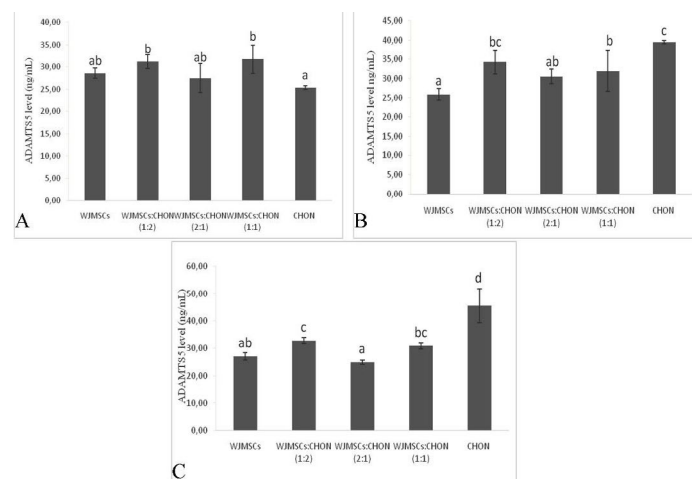 40,00
35,00
30,00
25,00
20,00
15,00
10,00
5,00
0,00
ADAMTS5 level (ng/mL)
ab
b
ab
b
a
WJMSCs
WJMSCs:CHON
(1:2)
WJMSCs:CHON
(2:1)
WJMSCs:CHON
(1:1)
CHON
A
45,00
40,00
35,00
30,00
25,00
20,00
15,00
10,00
5,00
0,00
ADAMTS5 level ng/mL)
a
bc
ab
b
c
WJMSCs
WJMSCs:CHON
(1:2)
WJMSCs:CHON
(2:1)
WJMSCs:CHON
(1:1)
CHON
B
60,00
50,00
40,00
30,00
20,00
10,00
0,00
ADAMTS5 level (ng/mL)
ab
c
a
bc
d
WJMSCs
WJMSCs:CHON
(1:2)
WJMSCs:CHON
(2:1)
WJMSCs:CHON
(1:1)
CHON
C